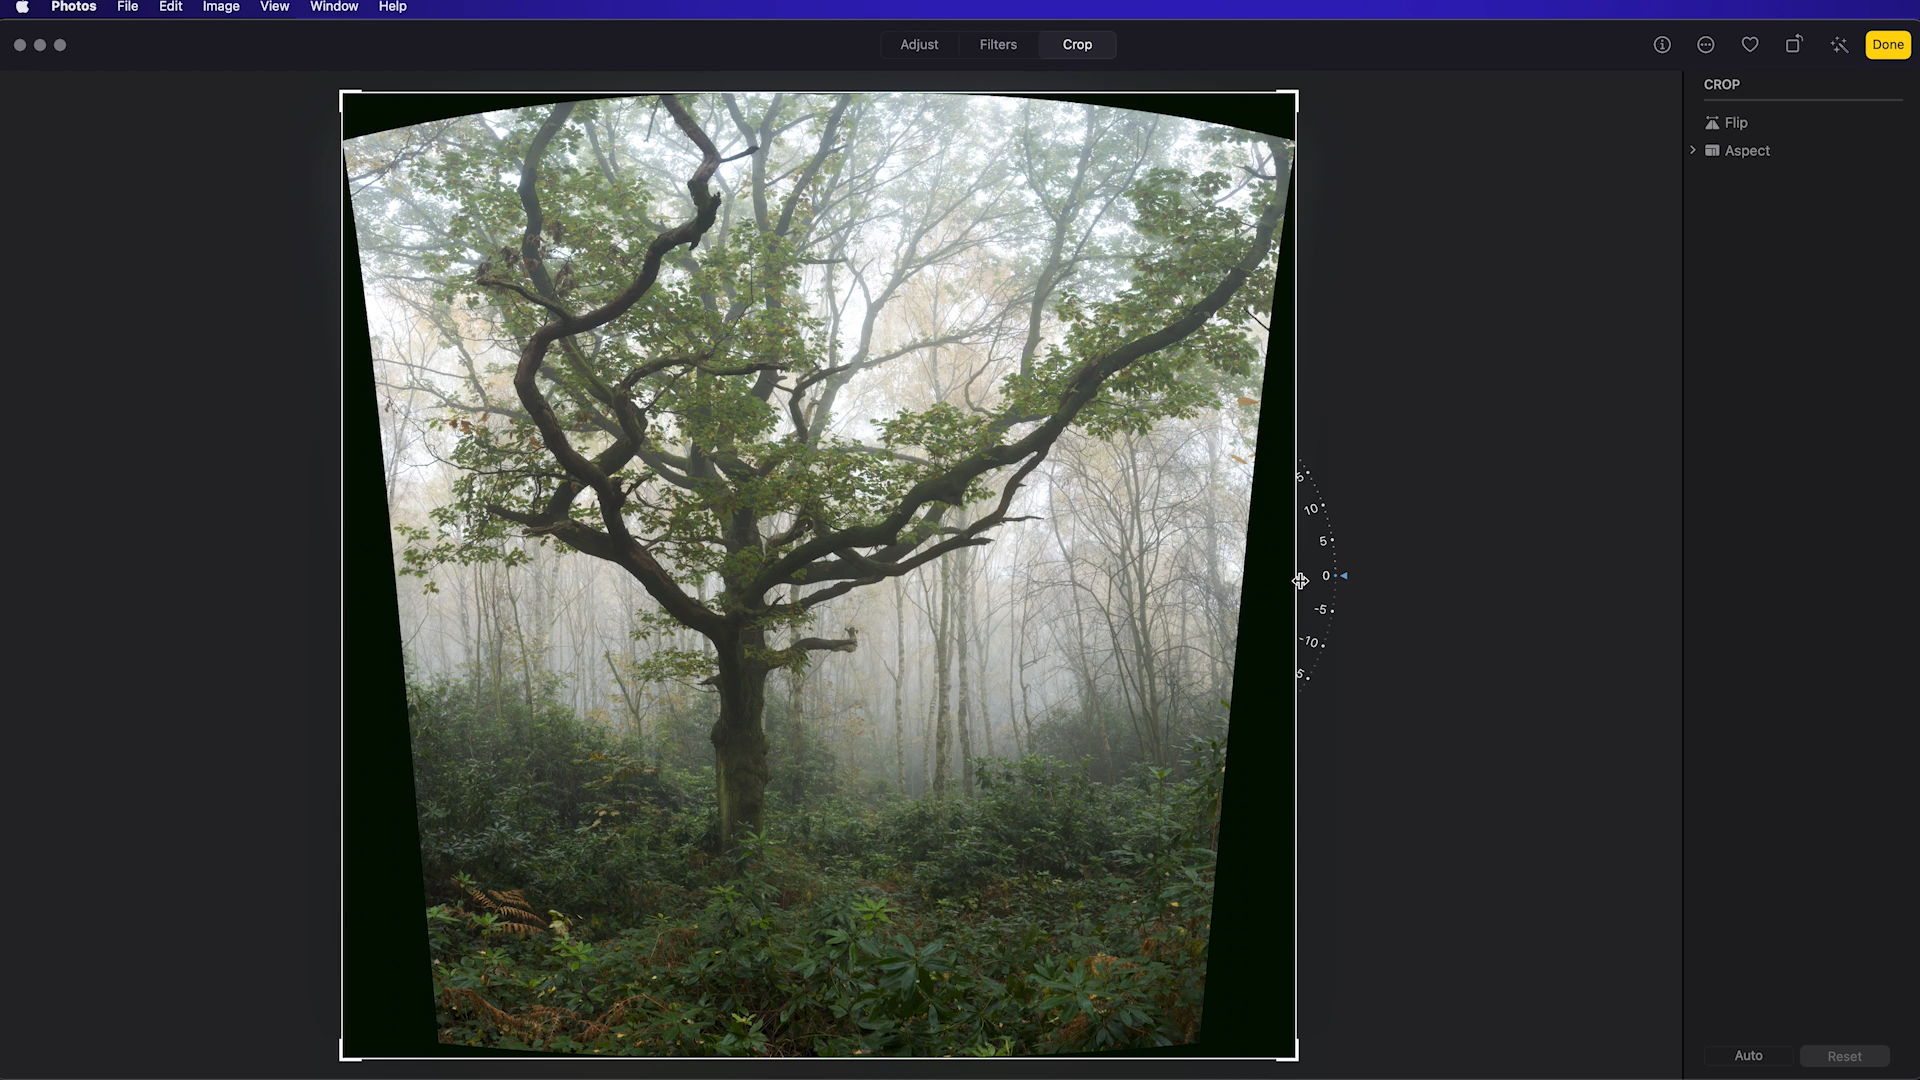 Photos File Edit Image View Window Help
Adjust Filters Crop
Done
CROP
Flip
Aspect
10
5
0
-5
-10
Auto Reset